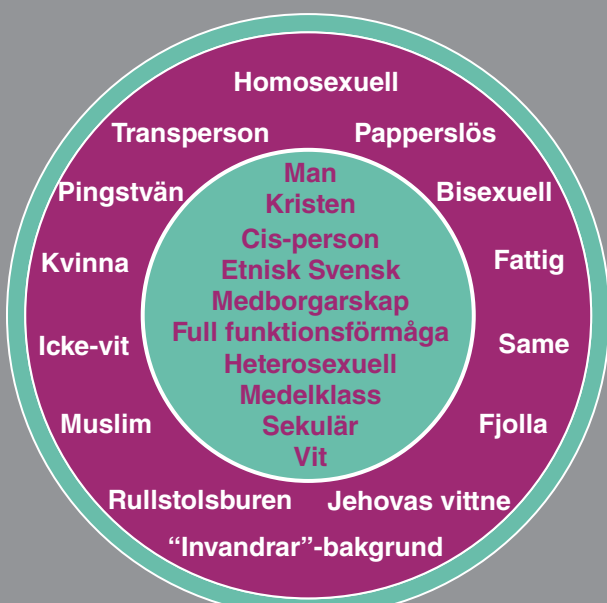 Homosexuell
Transperson
Papperslös
Pingstvän
Bisexuell
Kvinna
Fattig
Icke-vit
Same
Muslim
Fjolla
Rullstolsburen
Jehovas vittne
“Invandrar”-bakgrund
Man
Kristen
Cis-person
Etnisk Svensk
Medborgarskap
Full funktionsförmåga
Heterosexuell
Medelklass
Sekulär
Vit